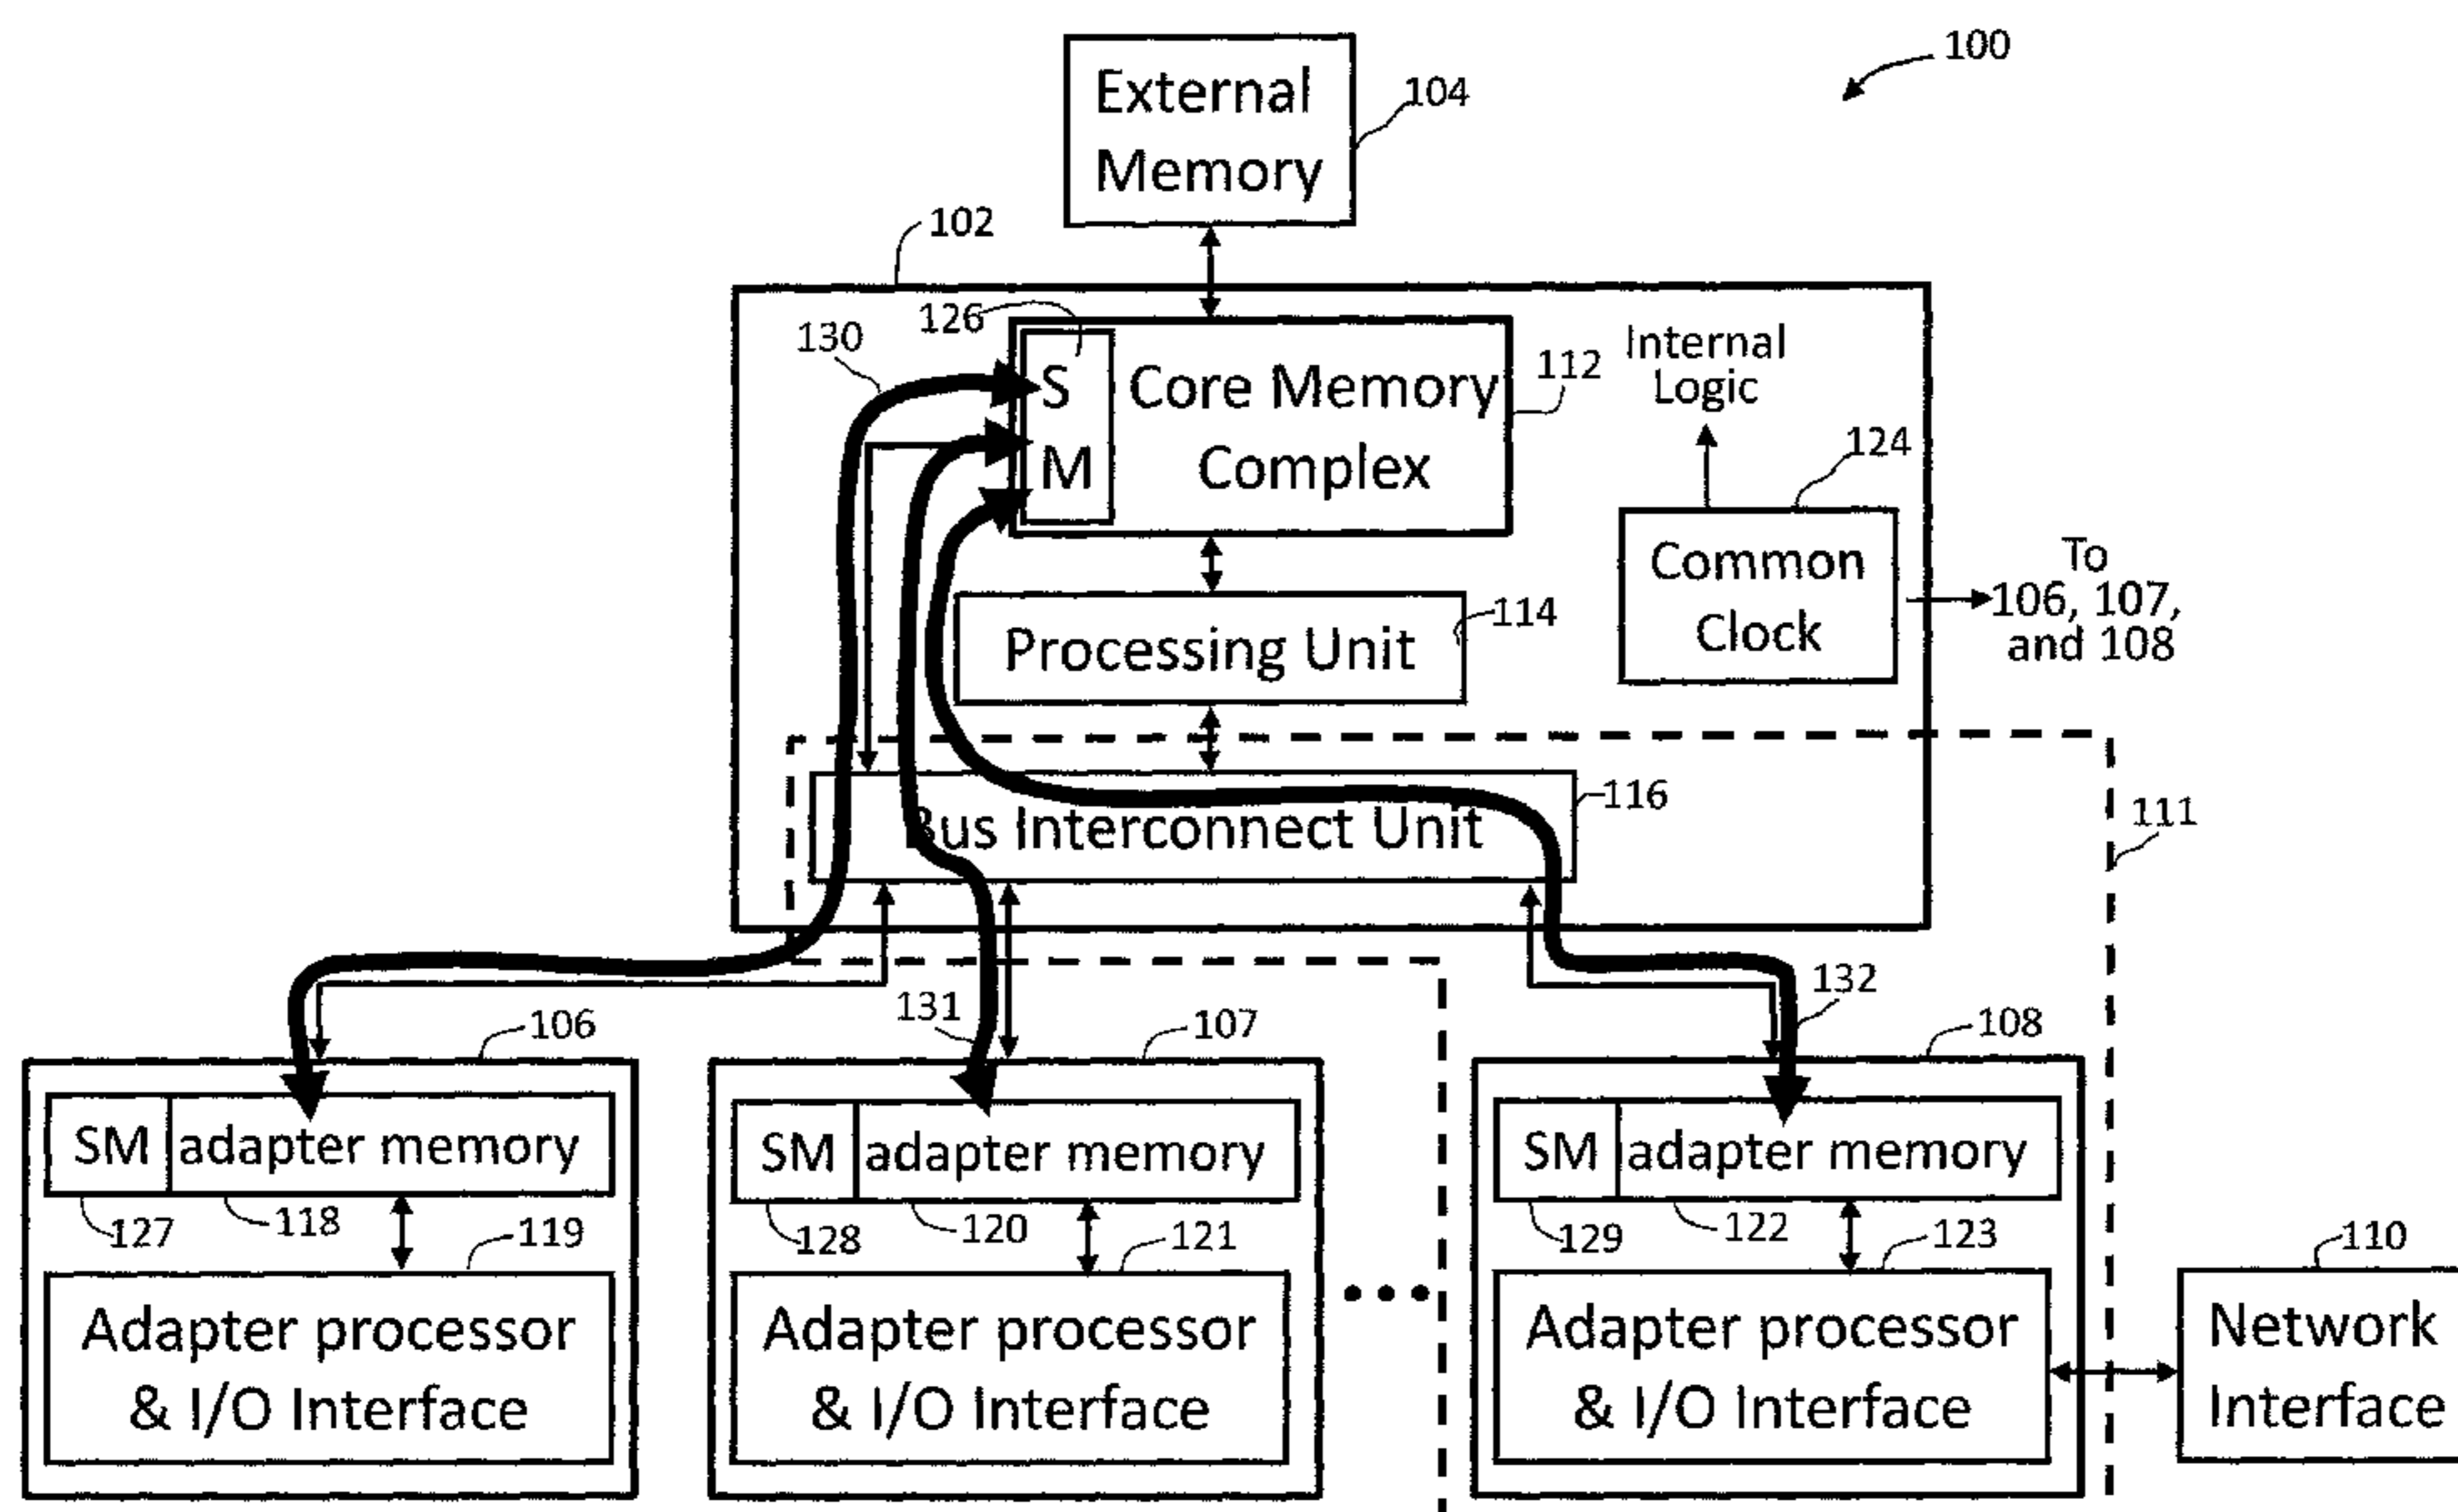 100
External
Memory
104
102
126
130
S
M
Core Memory
Complex
112
Internal
Logic
124
Common
Clock
To
106, 107,
and 108
Processing Unit
114
Bus Interconnect Unit
116
111
131
132
106
107
108
SM adapter memory
127
118
119
Adapter processor
& I/O Interface
SM adapter memory
128
120
121
Adapter processor
& I/O Interface
SM adapter memory
129
122
123
Adapter processor
& I/O Interface
110
Network
Interface